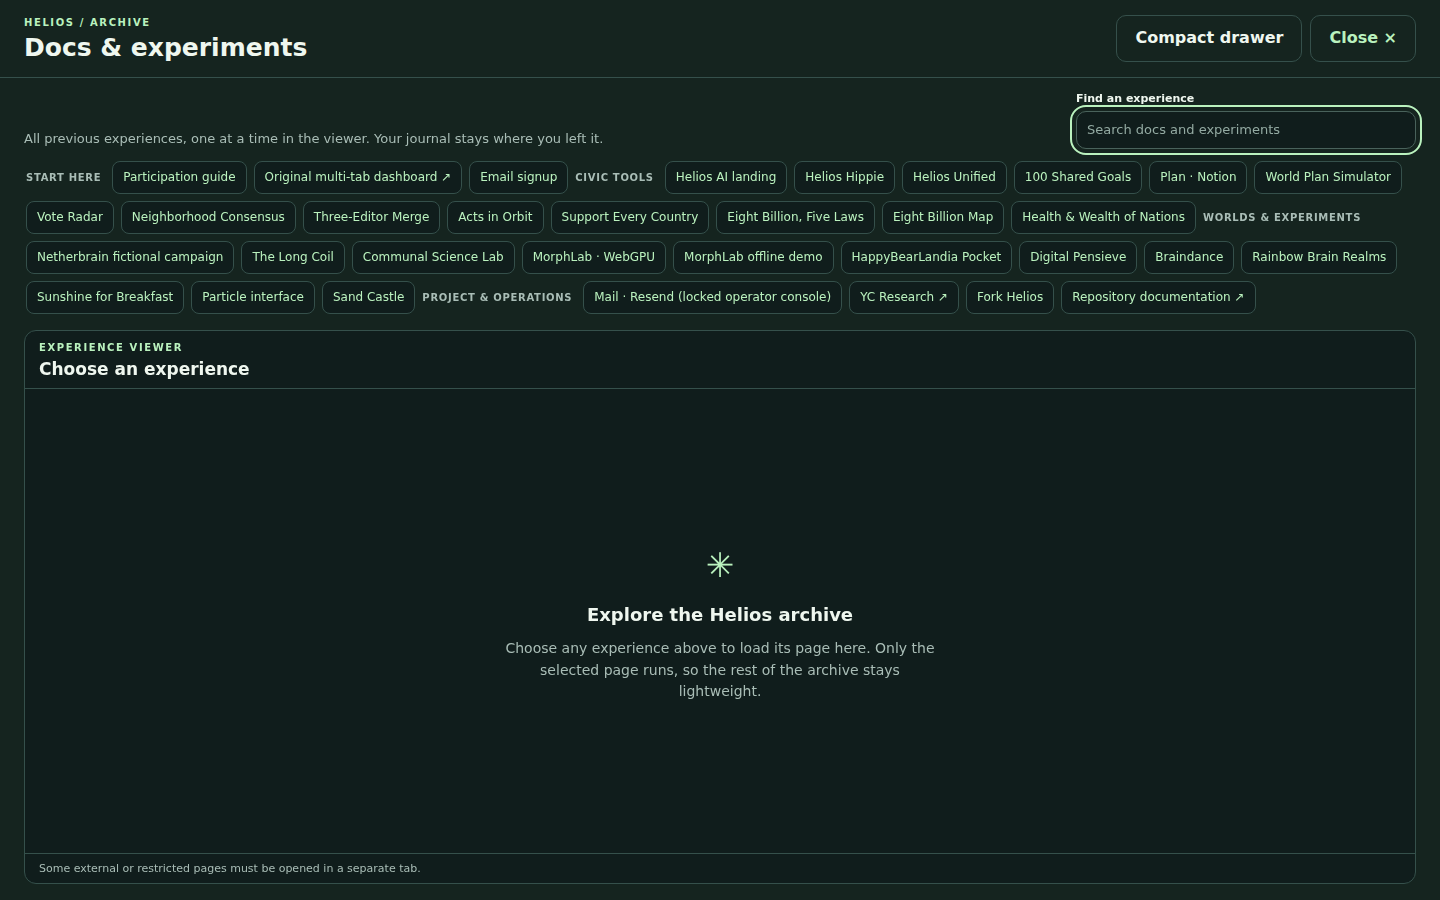 HELIOS / ARCHIVE
Docs & experiments
Compact drawer
Close ×
Find an experience
All previous experiences, one at a time in the viewer. Your journal stays where you left it.
Search docs and experiments
START HERE Participation guide Original multi-tab dashboard ↗ Email signup CIVIC TOOLS Helios AI landing Helios Hippie Helios Unified 100 Shared Goals Plan · Notion World Plan Simulator
Vote Radar Neighborhood Consensus Three-Editor Merge Acts in Orbit Support Every Country Eight Billion, Five Laws Eight Billion Map Health & Wealth of Nations WORLDS & EXPERIMENTS
Netherbrain fictional campaign The Long Coil Communal Science Lab MorphLab · WebGPU MorphLab offline demo HappyBearLandia Pocket Digital Pensieve Braindance Rainbow Brain Realms
Sunshine for Breakfast Particle interface Sand Castle PROJECT & OPERATIONS Mail · Resend (locked operator console) YC Research ↗ Fork Helios Repository documentation ↗
EXPERIENCE VIEWER
Choose an experience
Explore the Helios archive
Choose any experience above to load its page here. Only the
selected page runs, so the rest of the archive stays
lightweight.
Some external or restricted pages must be opened in a separate tab.